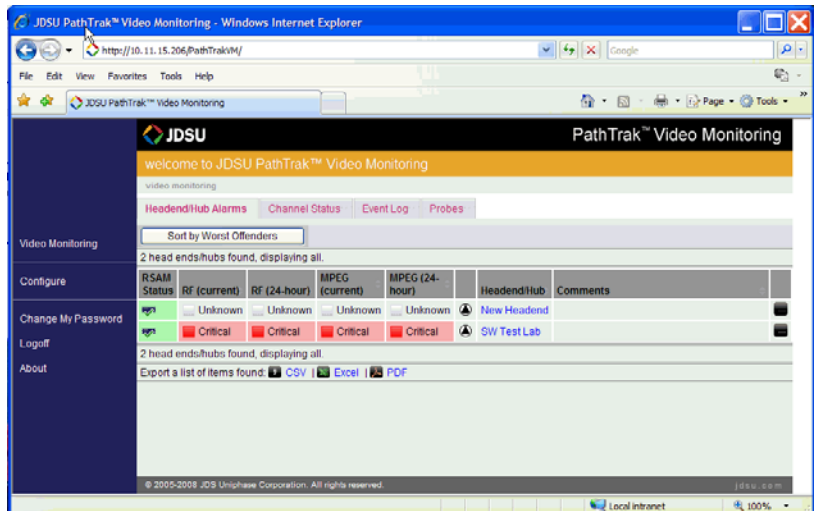 JDSU PathTrak™ Video Monitoring - Windows Internet Explorer
http://10.11.15.206/PathTrakVM/
Google
File Edit View Favorites Tools Help
JDSU PathTrak™ Video Monitoring
Page Tools
JDSU
PathTrak™ Video Monitoring
welcome to JDSU PathTrak™ Video Monitoring
video monitoring
Headend/Hub Alarms Channel Status Event Log Probes
Sort by Worst Offenders
2 head ends/hubs found, displaying all.
RSAM Status RF (current) RF (24-hour) MPEG (current) MPEG (24-hour) Headend/Hub Comments
Unknown Unknown Unknown Unknown New Headend
Critical Critical Critical Critical SW Test Lab
2 head ends/hubs found, displaying all.
Export a list of items found: CSV | Excel | PDF
Video Monitoring
Configure
Change My Password
Logoff
About
© 2005-2008 JDS Uniphase Corporation. All rights reserved.
jdsu.com
Local intranet
100%